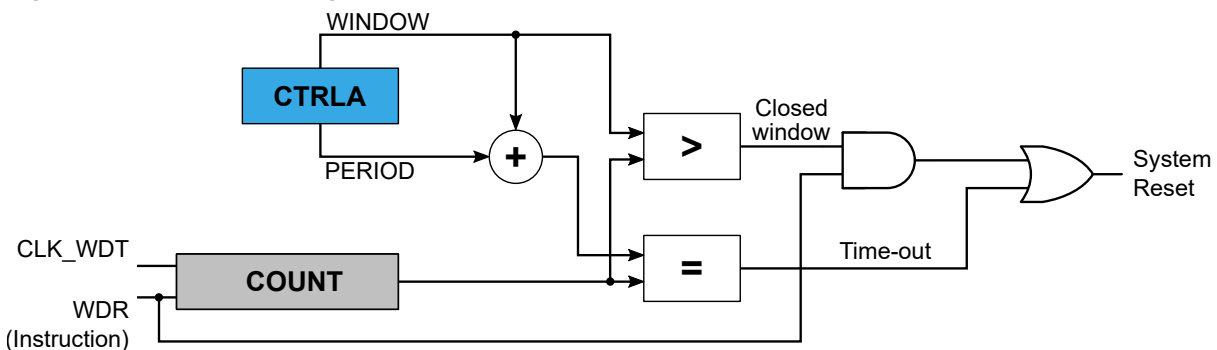 WINDOW
CTRLA
PERIOD
+
>
Closed
window
System
Reset
CLK_WDT
COUNT
=
Time-out
WDR
(Instruction)